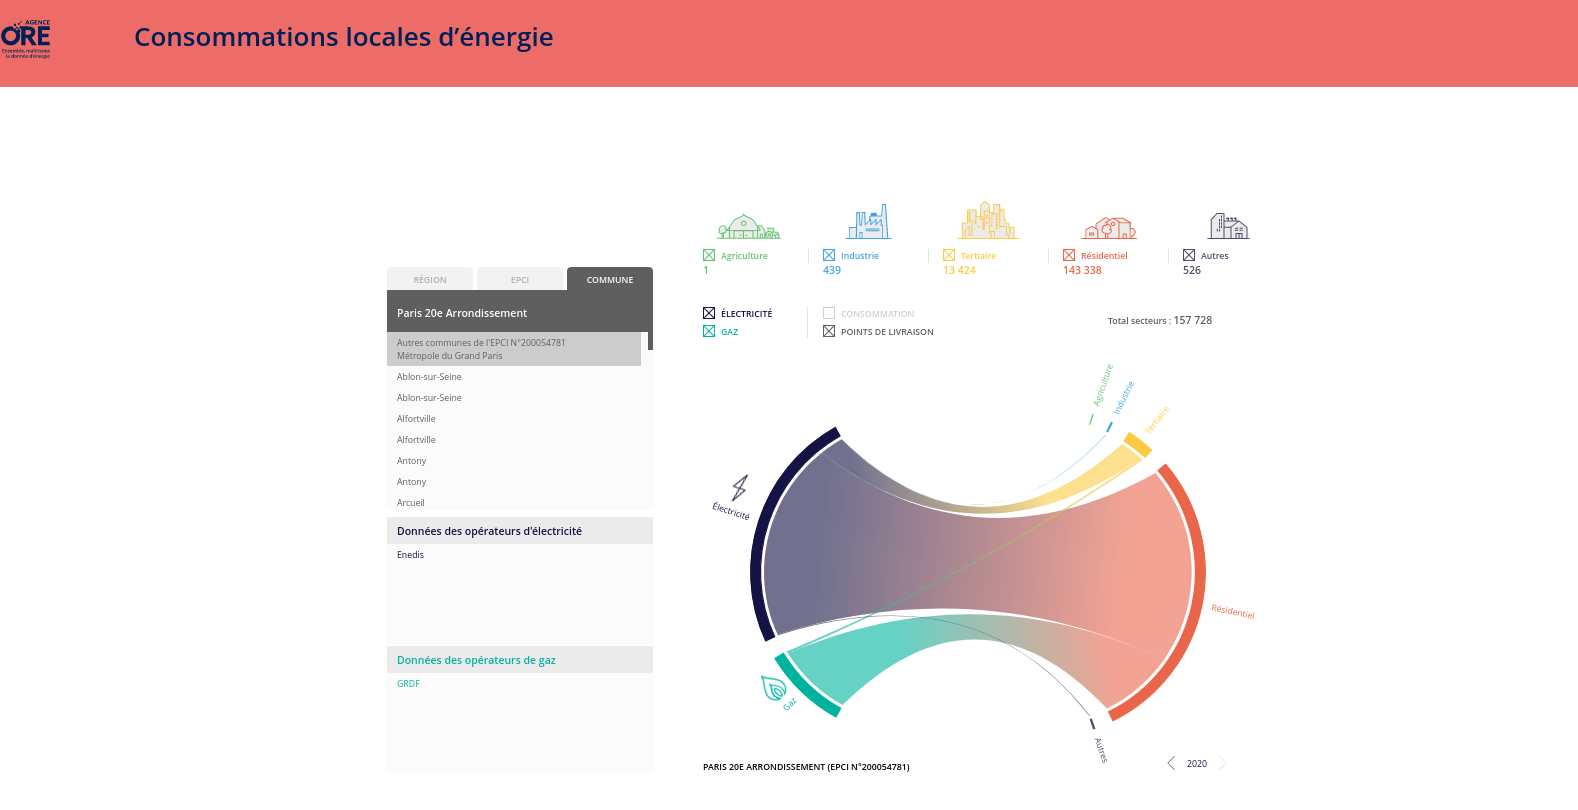 AGENCE
ORE
Ensemble, maîtrisons
la donnée d'énergie
Consommations locales d’énergie
RÉGION
EPCI
COMMUNE
Paris 20e Arrondissement
Autres communes de l'EPCI N°200054781
Métropole du Grand Paris
Ablon-sur-Seine
Ablon-sur-Seine
Alfortville
Alfortville
Antony
Antony
Arcueil
Données des opérateurs d'électricité
Enedis
Données des opérateurs de gaz
GRDF
Agriculture
1
Industrie
439
Tertiaire
13 424
Résidentiel
143 338
Autres
526
ÉLECTRICITÉ
GAZ
CONSOMMATION
POINTS DE LIVRAISON
Total secteurs : 157 728
Agriculture
Industrie
Tertiaire
Électricité
Résidentiel
Gaz
Autres
PARIS 20E ARRONDISSEMENT (EPCI N°200054781)
2020